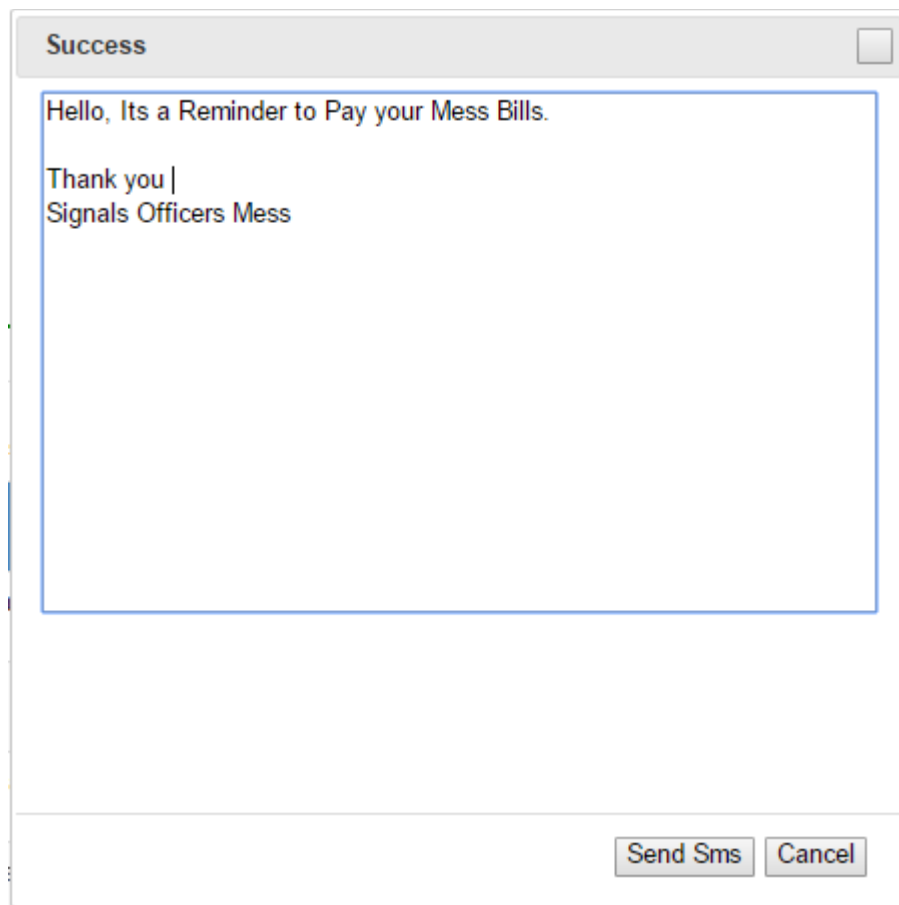 Success
Hello, Its a Reminder to Pay your Mess Bills.
Thank you
Signals Officers Mess
Send Sms
Cancel